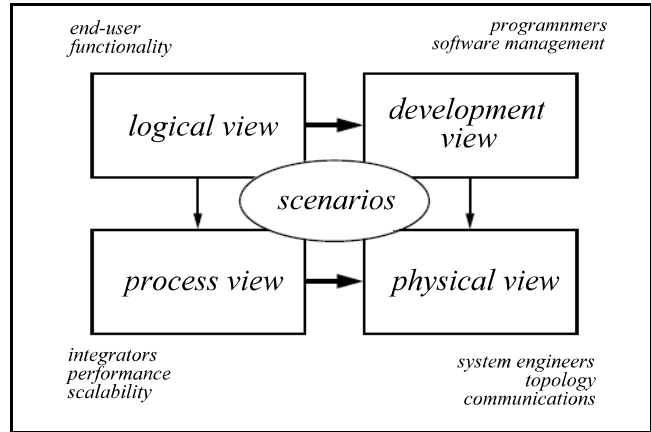 end-user
functionality
programnmers
software management
logical view
development
view
scenarios
process view
physical view
integrators
performance
scalability
system engineers
topology
communications